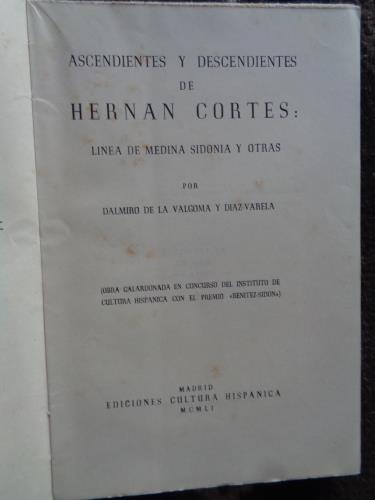 ASCENDIENTES Y DESCENDIENTES
DE
HERNAN CORTES:
LINEA DE MEDINA SIDONIA Y OTRAS
POR
DALMIRO DE LA VALGOMA Y DIAZ-VARELA
(OBRA GALARDONADA EN CONCURSO DEL INSTITUTO DE
CULTURA HISPANICA CON EL PREMIO «BENITEZ-SIDON»)
MADRID
EDICIONES CULTURA HISPANICA
MCMLI